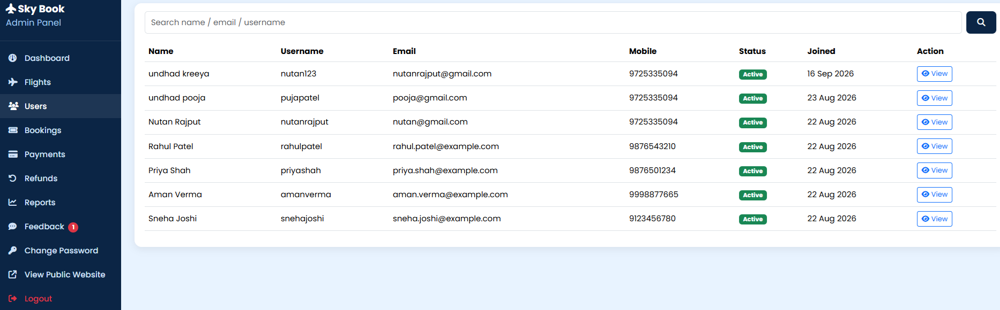 Sky Book
Admin Panel
Dashboard
Flights
Users
Bookings
Payments
Refunds
Reports
Feedback 1
Change Password
View Public Website
Logout
Search name / email / username
Name Username Email Mobile Status Joined Action
undhad kreeya nutan123 nutanrajput@gmail.com 9725335094 Active 16 Sep 2026 View
undhad pooja pujapatel pooja@gmail.com 9725335094 Active 23 Aug 2026 View
Nutan Rajput nutanrajput nutan@gmail.com 9725335094 Active 22 Aug 2026 View
Rahul Patel rahulpatel rahul.patel@example.com 9876543210 Active 22 Aug 2026 View
Priya Shah priyashah priya.shah@example.com 9876501234 Active 22 Aug 2026 View
Aman Verma amanverma aman.verma@example.com 9998877665 Active 22 Aug 2026 View
Sneha Joshi snehajoshi sneha.joshi@example.com 9123456780 Active 22 Aug 2026 View